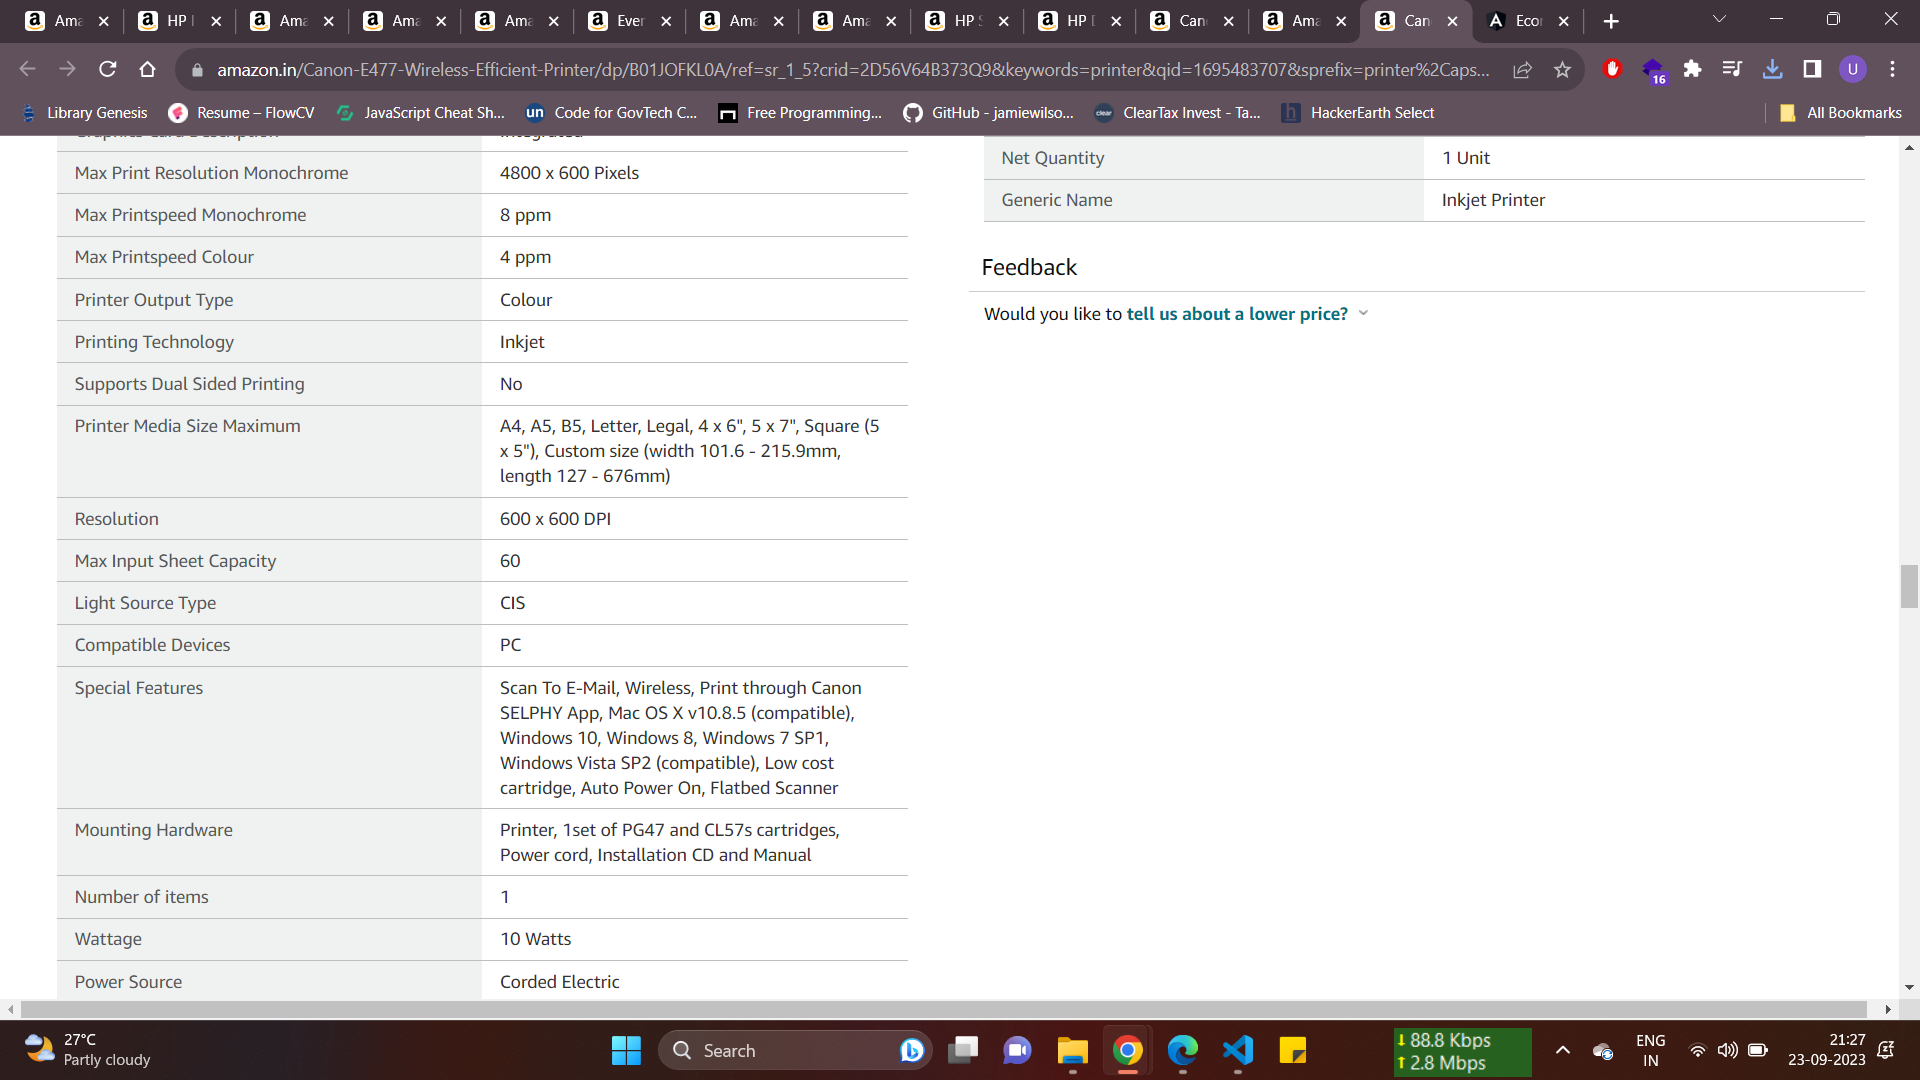 Ama
HP I
Ama
Ama
Ama
Ever
Ama
Ama
HP S
HP D
Can
Ama
Can
Eco
amazon.in/Canon-E477-Wireless-Efficient-Printer/dp/B01JOFKL0A/ref=sr_1_5?crid=2D56V64B373Q9&keywords=printer&qid=1695483707&sprefix=printer%2Caps...
16
U
Library Genesis
Resume – FlowCV
JavaScript Cheat Sh...
un Code for GovTech C...
Free Programming...
GitHub - jamiewilso...
clear ClearTax Invest - Ta...
h HackerEarth Select
All Bookmarks
Graphics Card Description Integrated
Max Print Resolution Monochrome 4800 x 600 Pixels
Max Printspeed Monochrome 8 ppm
Max Printspeed Colour 4 ppm
Printer Output Type Colour
Printing Technology Inkjet
Supports Dual Sided Printing No
Printer Media Size Maximum A4, A5, B5, Letter, Legal, 4 x 6", 5 x 7", Square (5
x 5"), Custom size (width 101.6 - 215.9mm,
length 127 - 676mm)
Resolution 600 x 600 DPI
Max Input Sheet Capacity 60
Light Source Type CIS
Compatible Devices PC
Special Features Scan To E-Mail, Wireless, Print through Canon
SELPHY App, Mac OS X v10.8.5 (compatible),
Windows 10, Windows 8, Windows 7 SP1,
Windows Vista SP2 (compatible), Low cost
cartridge, Auto Power On, Flatbed Scanner
Mounting Hardware Printer, 1set of PG47 and CL57s cartridges,
Power cord, Installation CD and Manual
Number of items 1
Wattage 10 Watts
Power Source Corded Electric
Net Quantity 1 Unit
Generic Name Inkjet Printer
Feedback
Would you like to tell us about a lower price?
27°C
Partly cloudy
Search
88.8 Kbps
2.8 Mbps
ENG
IN
21:27
23-09-2023